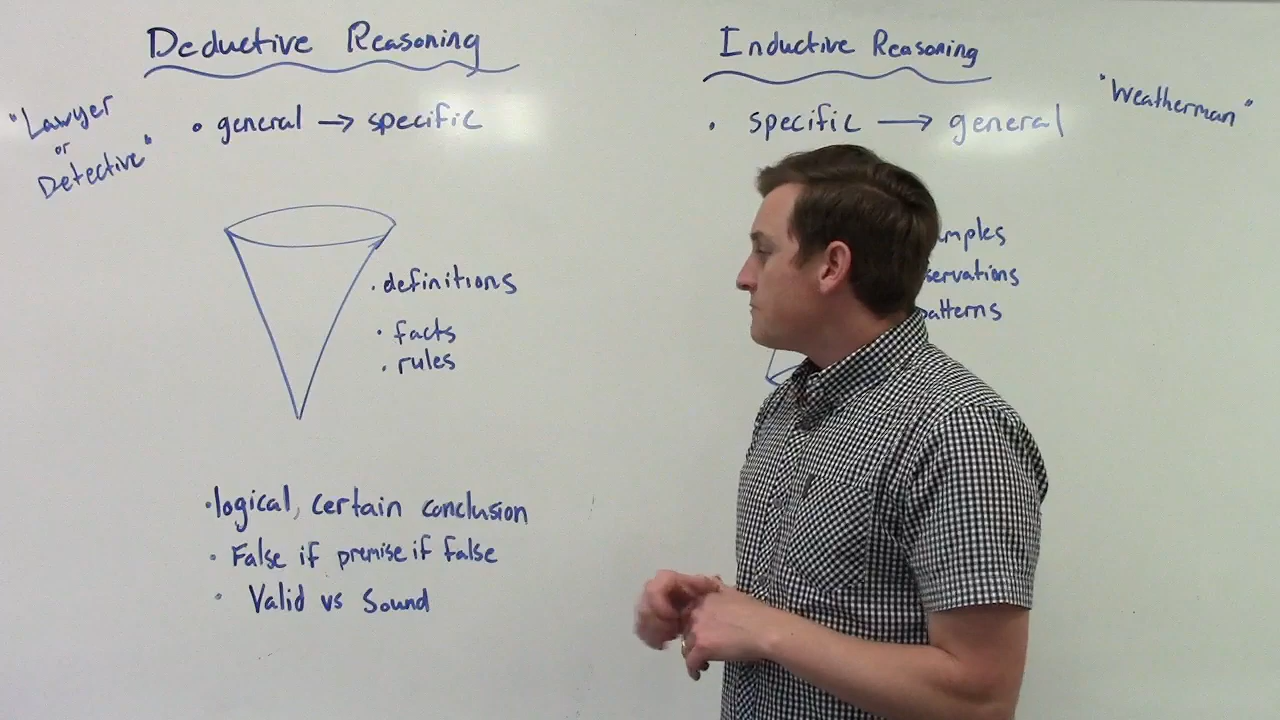 Deductive Reasoning
"Lawyer
or
Detective"
• general → specific
• definitions
• facts
• rules
• logical, certain conclusion
• False if premise if false
• Valid vs Sound
Inductive Reasoning
"Weatherman"
• specific → general